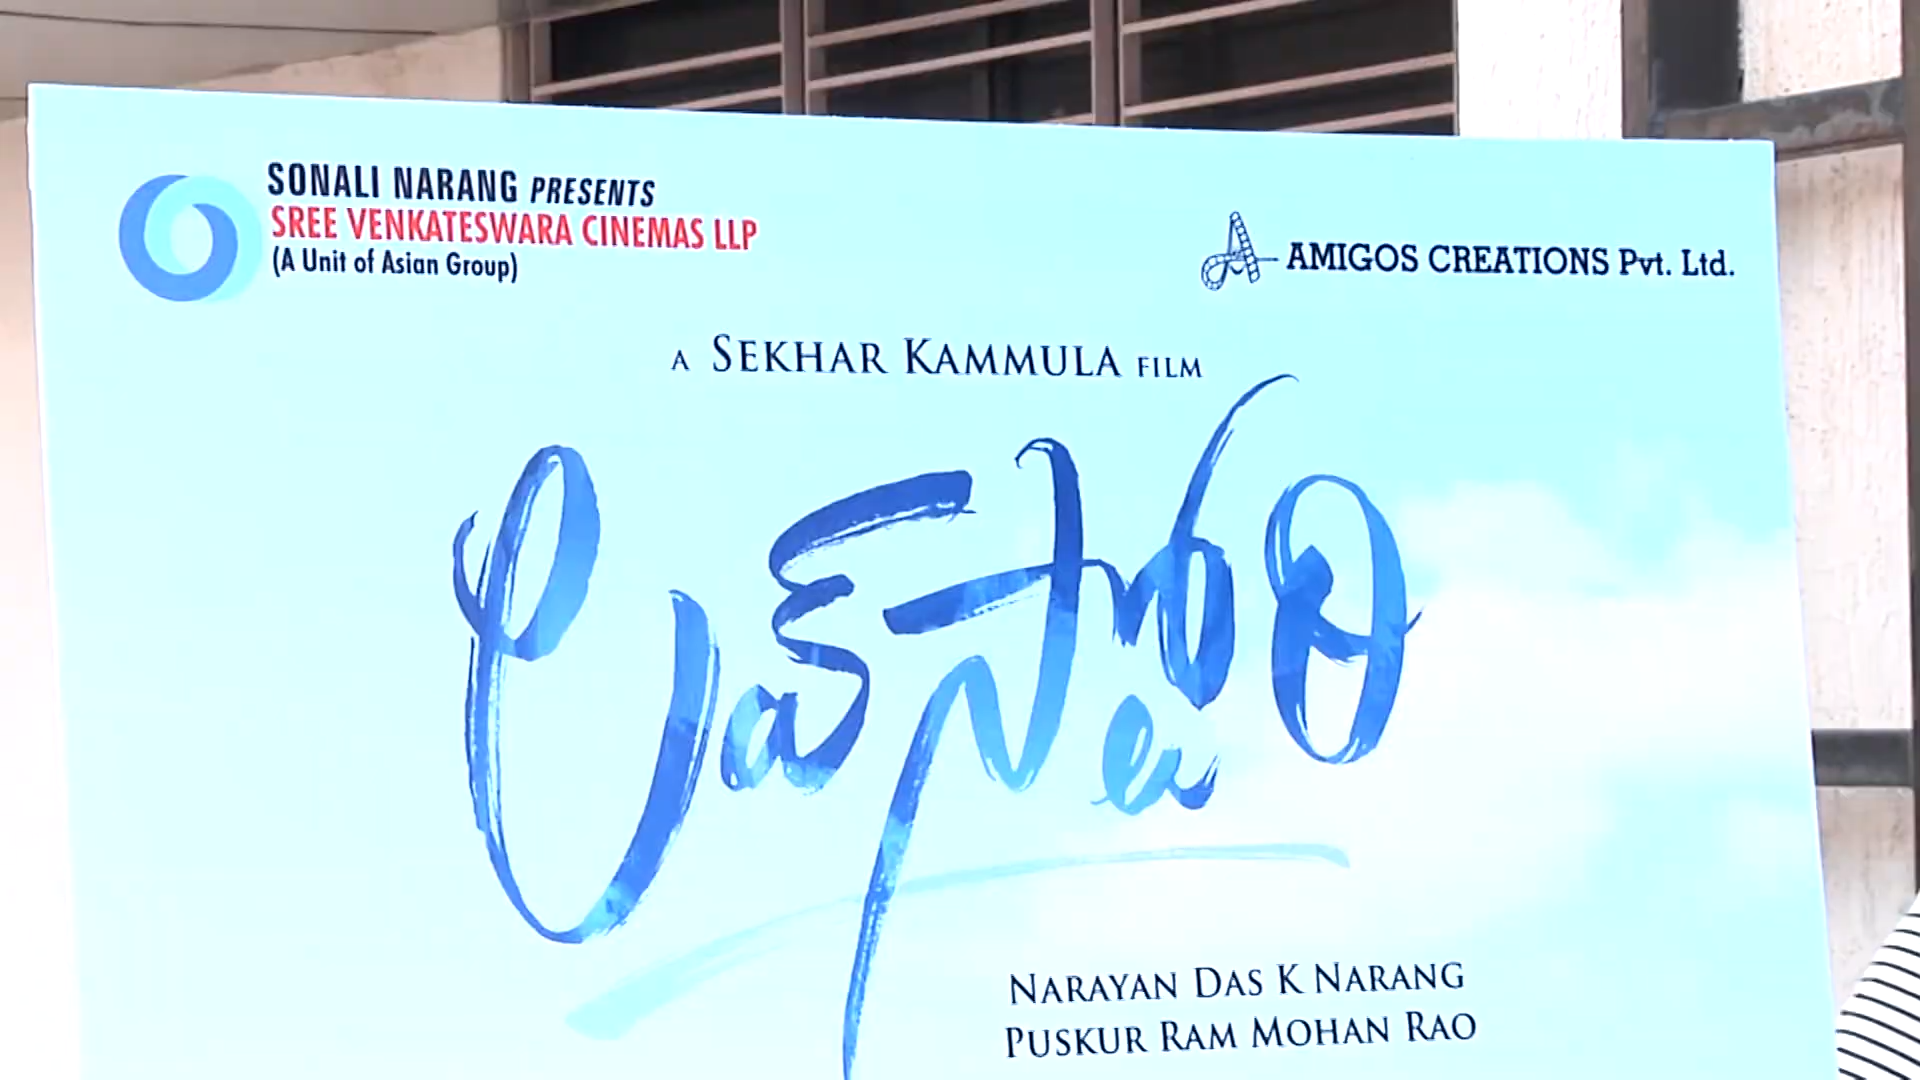 SONALI NARANG PRESENTS
SREE VENKATESWARA CINEMAS LLP
(A Unit of Asian Group)
AMIGOS CREATIONS Pvt. Ltd.
A SEKHAR KAMMULA FILM
లవ్ స్టోరి
NARAYAN DAS K NARANG
PUSKUR RAM MOHAN RAO